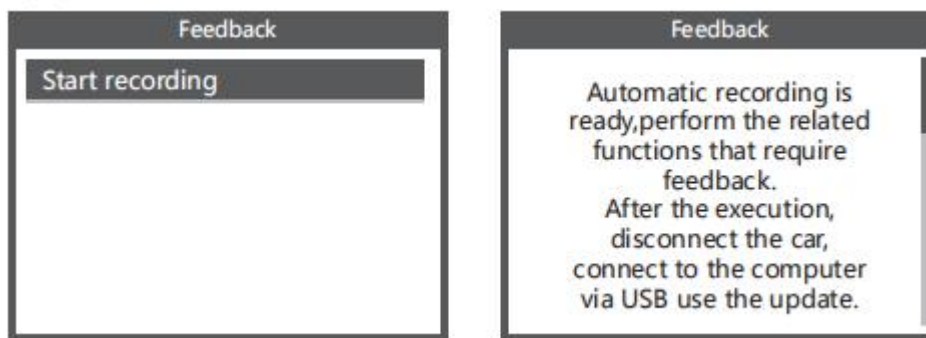 Feedback
Start recording
Feedback
Automatic recording is
ready,perform the related
functions that require
feedback.
After the execution,
disconnect the car,
connect to the computer
via USB use the update.